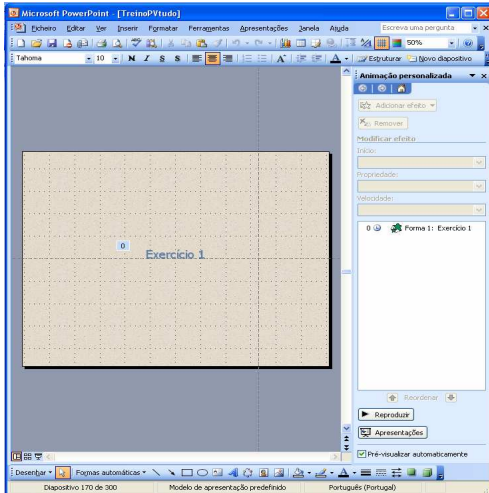 Microsoft PowerPoint - [TreinoPVtudo]
Ficheiro Editar Ver Inserir Formatar Ferramentas Apresentações Janela Ajuda Escreva uma pergunta
50%
Tahoma 10 N I S S A A Estruturar Novo diapositivo
Animação personalizada
Adicionar efeito
Remover
Modificar efeito
Início:
Propriedade:
Velocidade:
0 Forma 1: Exercício 1
0
Exercício 1
Reordenar
Reproduzir
Apresentações
Pré-visualizar automaticamente
Desenhar Formas automáticas A
Diapositivo 170 de 300 Modelo de apresentação predefinido Português (Portugal)